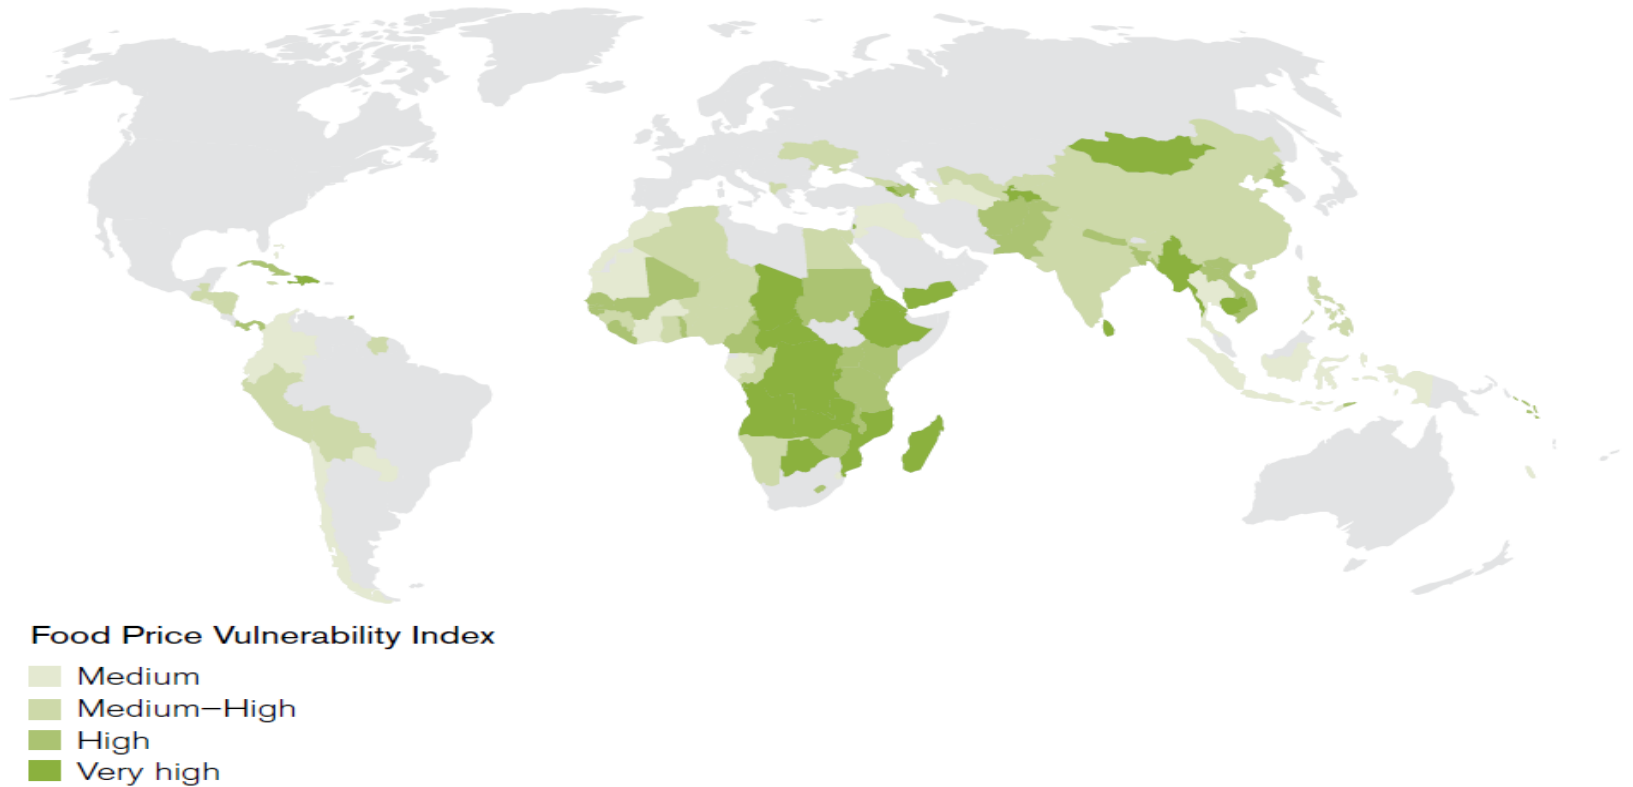 Food Price Vulnerability Index
Medium
Medium–High
High
Very high